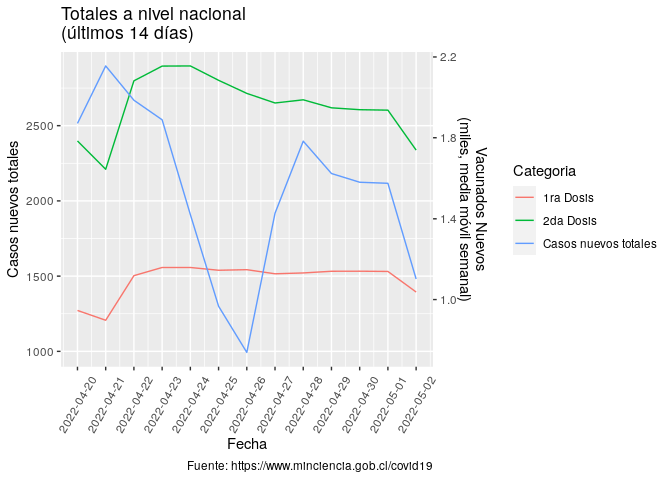 Totales a nivel nacional
(últimos 14 días)
Casos nuevos totales
2500
2000
1500
1000
2.2
1.8
1.4
1.0
Vacunados Nuevos
(miles, media móvil semanal)
2022-04-20
2022-04-21
2022-04-22
2022-04-23
2022-04-24
2022-04-25
2022-04-26
2022-04-27
2022-04-28
2022-04-29
2022-04-30
2022-05-01
2022-05-02
Fecha
Categoria
1ra Dosis
2da Dosis
Casos nuevos totales
Fuente: https://www.minciencia.gob.cl/covid19